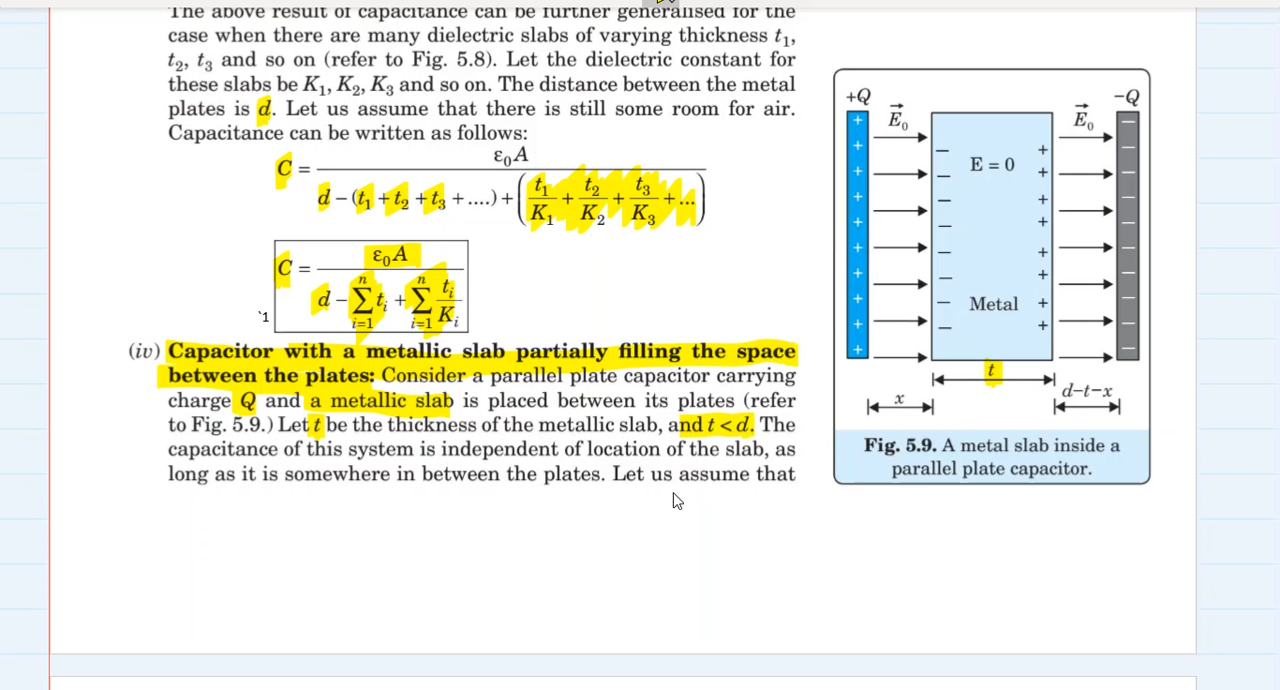 The above result of capacitance can be further generalised for the
case when there are many dielectric slabs of varying thickness t₁,
t₂, t₃ and so on (refer to Fig. 5.8). Let the dielectric constant for
these slabs be K₁, K₂, K₃ and so on. The distance between the metal
plates is d. Let us assume that there is still some room for air.
Capacitance can be written as follows:
C = ε₀A / (d – (t₁ + t₂ + t₃ + ....) + (t₁/K₁ + t₂/K₂ + t₃/K₃ + ...))
C = ε₀A / (d – ∑ᵢ₌₁ⁿ tᵢ + ∑ᵢ₌₁ⁿ tᵢ/Kᵢ)
`1
(iv) Capacitor with a metallic slab partially filling the space
between the plates: Consider a parallel plate capacitor carrying
charge Q and a metallic slab is placed between its plates (refer
to Fig. 5.9.) Let t be the thickness of the metallic slab, and t < d. The
capacitance of this system is independent of location of the slab, as
long as it is somewhere in between the plates. Let us assume that
+Q
–Q
E₀
E₀
E = 0
Metal
t
x
d–t–x
Fig. 5.9. A metal slab inside a
parallel plate capacitor.